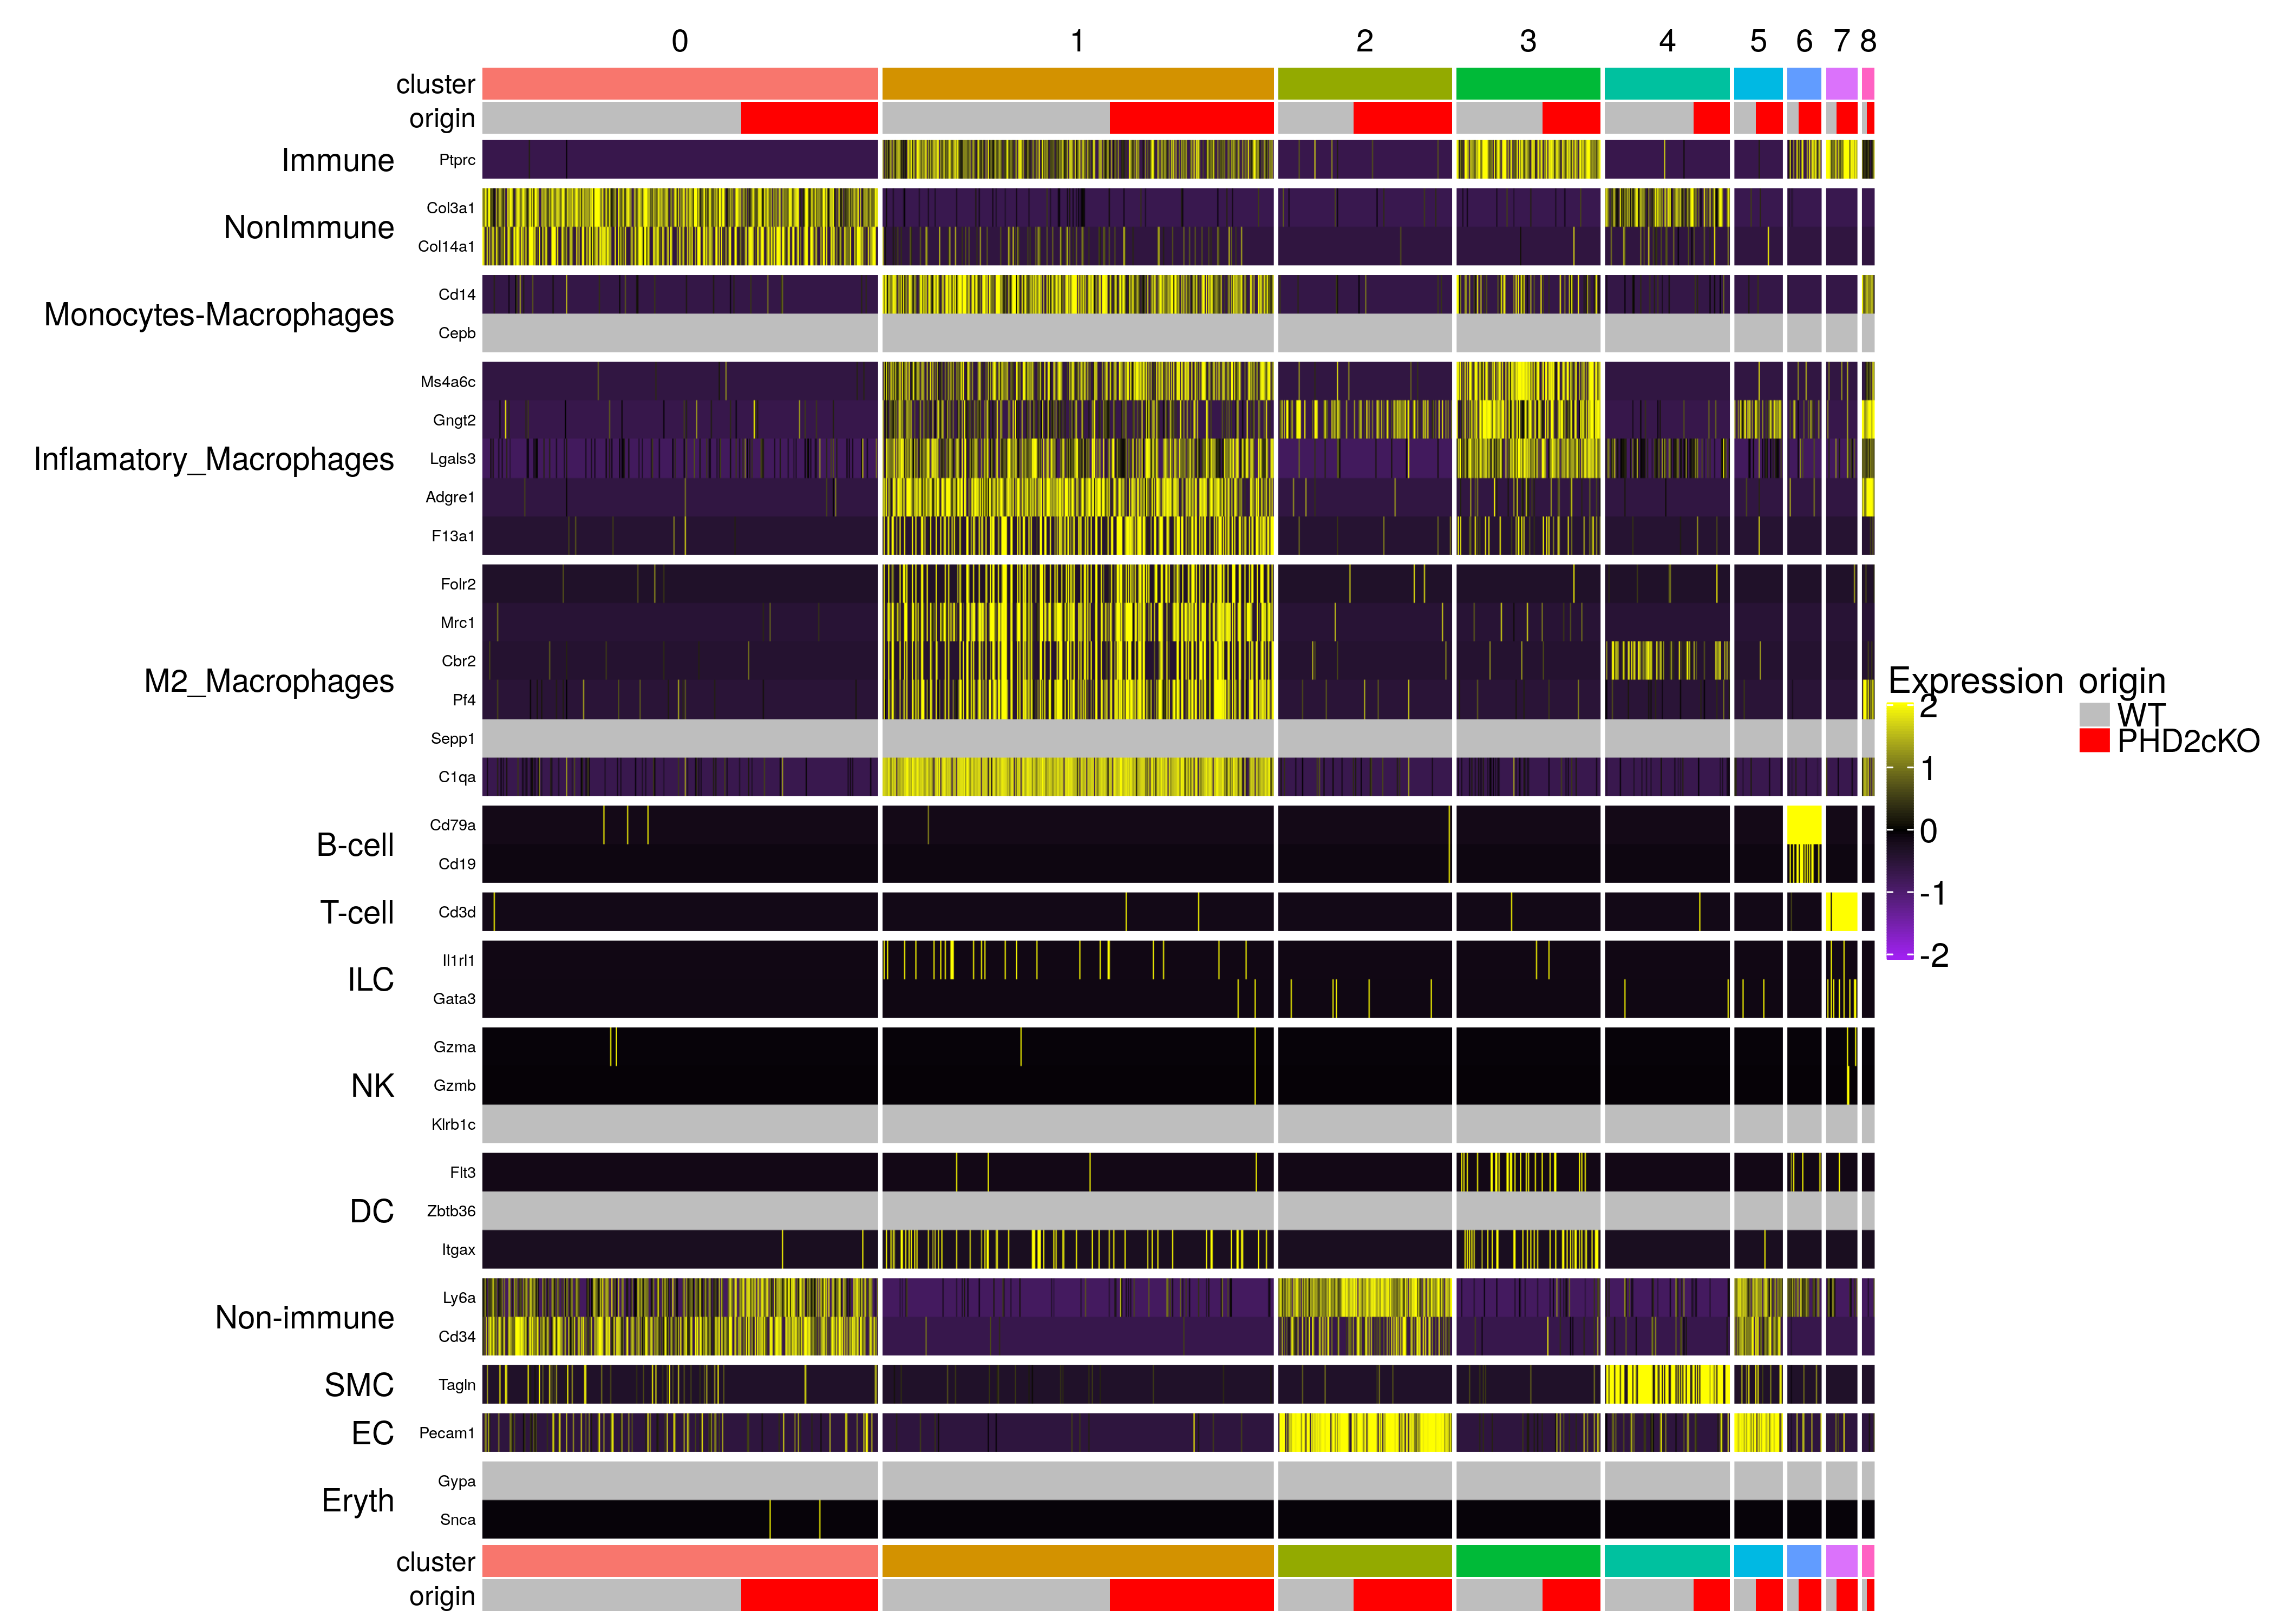 0 1 2 3 4 5 6 7 8
cluster
origin
Immune Ptprc
NonImmune
Col3a1
Col14a1
Monocytes-Macrophages
Cd14
Cepb
Inflamatory_Macrophages
Ms4a6c
Gngt2
Lgals3
Adgre1
F13a1
M2_Macrophages
Folr2
Mrc1
Cbr2
Pf4
Sepp1
C1qa
B-cell
Cd79a
Cd19
T-cell Cd3d
ILC
Il1rl1
Gata3
NK
Gzma
Gzmb
Klrb1c
DC
Flt3
Zbtb36
Itgax
Non-immune
Ly6a
Cd34
SMC Tagln
EC Pecam1
Eryth
Gypa
Snca
cluster
origin
Expression
2
1
0
-1
-2
origin
WT
PHD2cKO